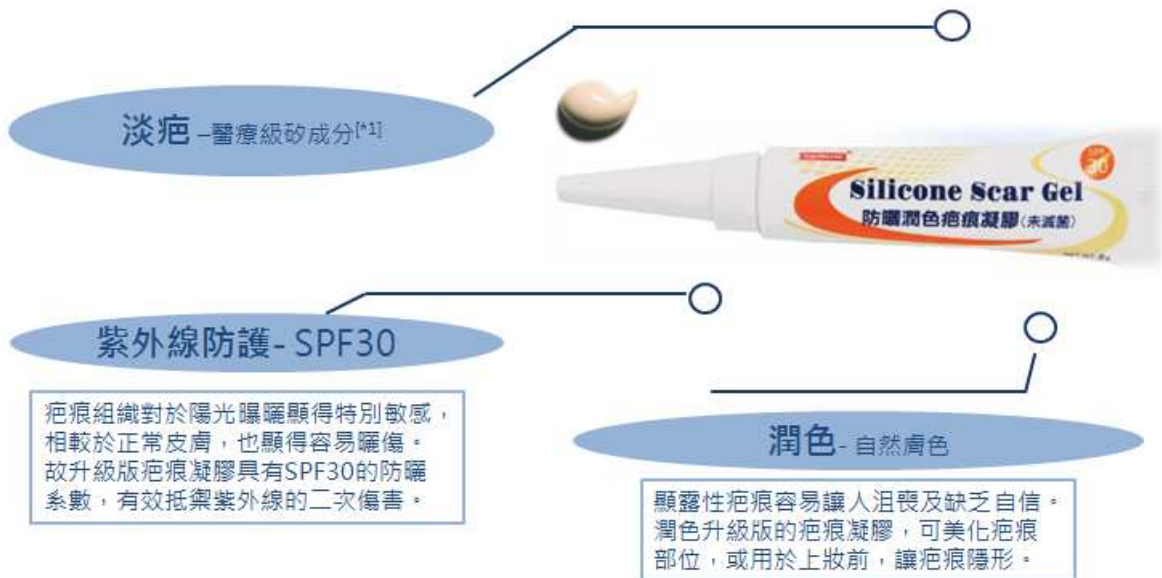 淡疤 –醫療級矽成分[*1]
SPF
30
Silicone Scar Gel
防曬潤色疤痕凝膠(未滅菌)
紫外線防護- SPF30
疤痕組織對於陽光曝曬顯得特別敏感，
相較於正常皮膚，也顯得容易曬傷。
故升級版疤痕凝膠具有SPF30的防曬
系數，有效抵禦紫外線的二次傷害。
潤色- 自然膚色
顯露性疤痕容易讓人沮喪及缺乏自信。
潤色升級版的疤痕凝膠，可美化疤痕
部位，或用於上妝前，讓疤痕隱形。